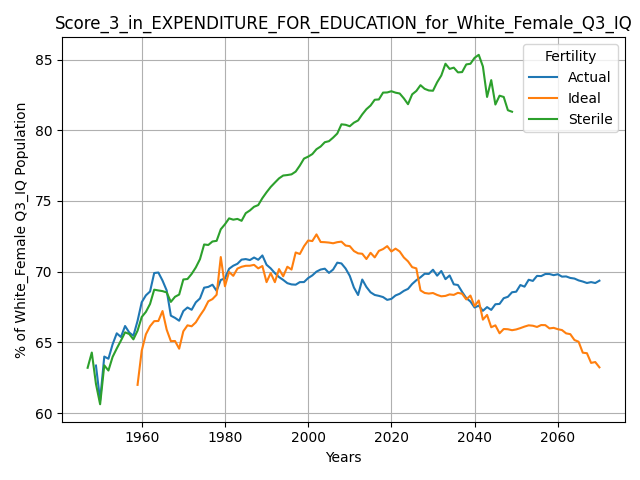 Score_3_in_EXPENDITURE_FOR_EDUCATION_for_White_Female_Q3_IQ
% of White_Female Q3_IQ Population
85
80
75
70
65
60
Fertility
Actual
Ideal
Sterile
1960 1980 2000 2020 2040 2060
Years